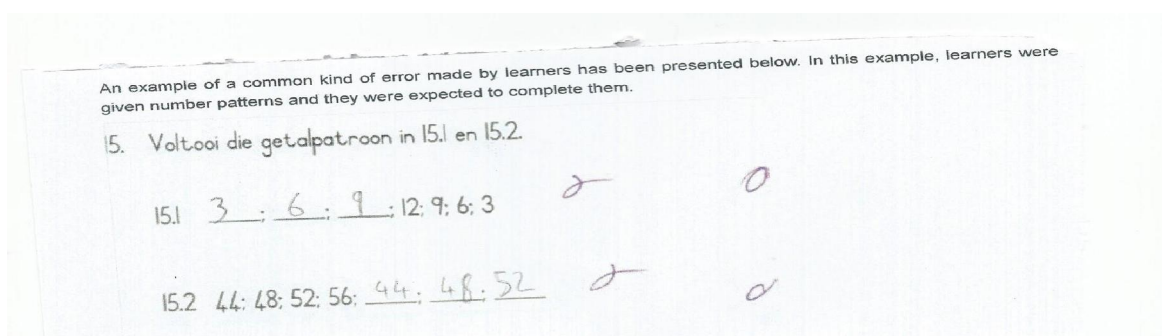 An example of a common kind of error made by learners has been presented below. In this example, learners were
given number patterns and they were expected to complete them.
15. Voltooi die getalpatroon in 15.1 en 15.2.
15.1 3 ; 6 ; 9 ; 12; 9; 6; 3 0
15.2 44; 48; 52; 56; 44; 48; 52 0